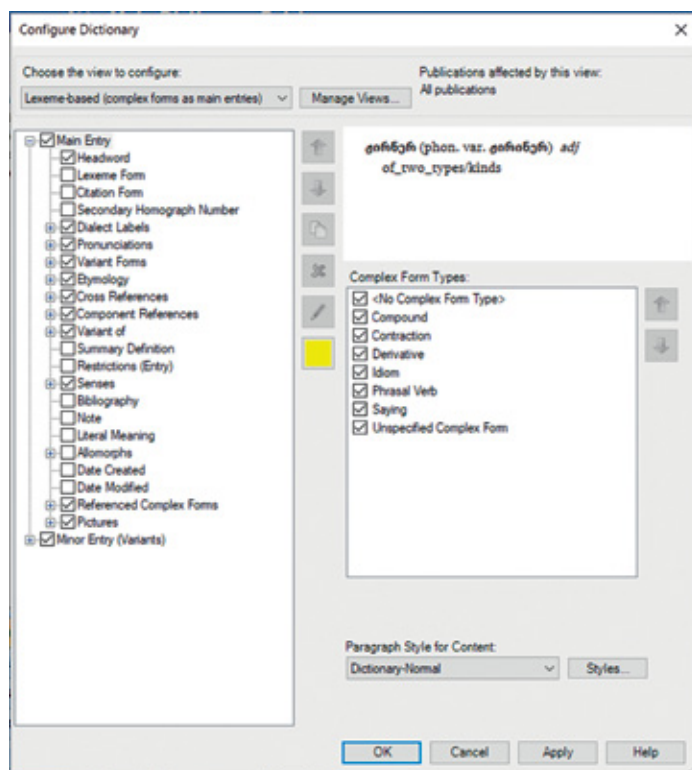 Configure Dictionary
Choose the view to configure:
Lexeme-based (complex forms as main entries)
Manage Views...
Publications affected by this view:
All publications
Main Entry
Headword
Lexeme Form
Citation Form
Secondary Homograph Number
Dialect Labels
Pronunciations
Variant Forms
Etymology
Cross References
Component References
Variant of
Summary Definition
Restrictions (Entry)
Senses
Bibliography
Note
Literal Meaning
Allomorphs
Date Created
Date Modified
Referenced Complex Forms
Pictures
Minor Entry (Variants)
(phon. var. ) adj
of_two_types/kinds
Complex Form Types:
<No Complex Form Type>
Compound
Contraction
Derivative
Idiom
Phrasal Verb
Saying
Unspecified Complex Form
Paragraph Style for Content:
Dictionary-Normal
Styles...
OK
Cancel
Apply
Help